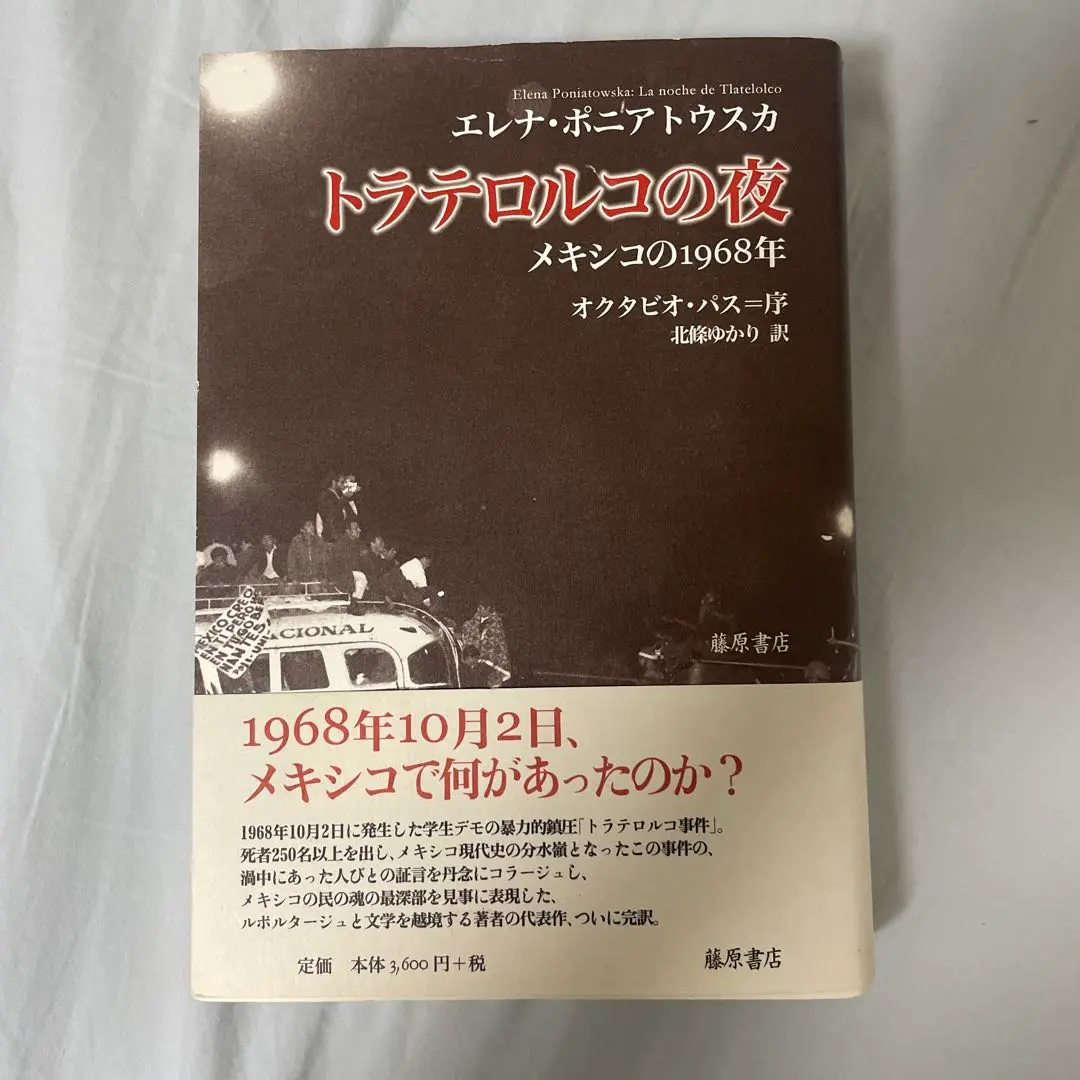 Elena Poniatowska: La noche de Tlatelolco
エレナ・ポニアトウスカ
トラテロルコの夜
メキシコの1968年
オクタビオ・パス=序
北條ゆかり 訳
MEXICO CREO
EN TI PERO
CIONAL
藤原書店
1968年10月2日、
メキシコで何があったのか?
1968年10月2日に発生した学生デモの暴力的鎮圧「トラテロルコ事件」。
死者250名以上を出し、メキシコ現代史の分水嶺となったこの事件の、
渦中にあった人びとの証言を丹念にコラージュし、
メキシコの民の魂の最深部を見事に表現した、
ルポルタージュと文学を越境する著者の代表作、ついに完訳。
定価 本体3,600円+税
藤原書店